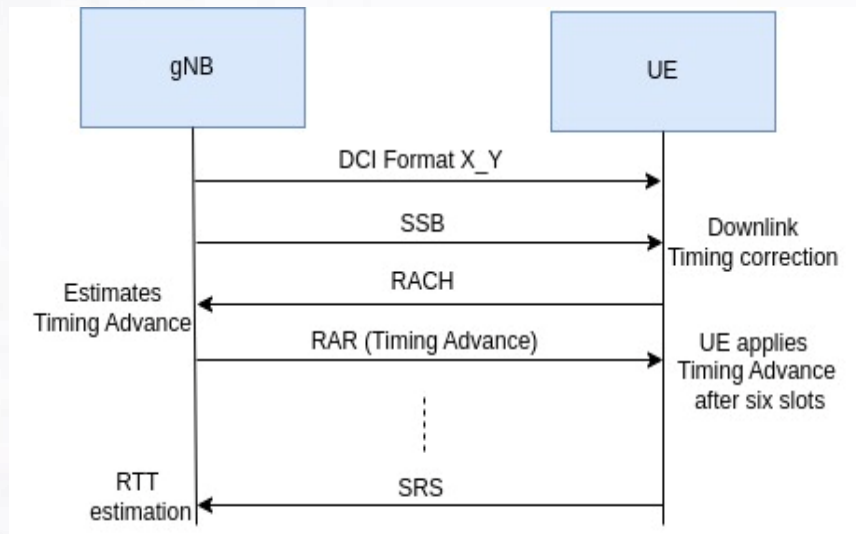 gNB
UE
DCI Format X_Y
SSB
Downlink
Timing correction
RACH
Estimates
Timing Advance
RAR (Timing Advance)
UE applies
Timing Advance
after six slots
SRS
RTT
estimation